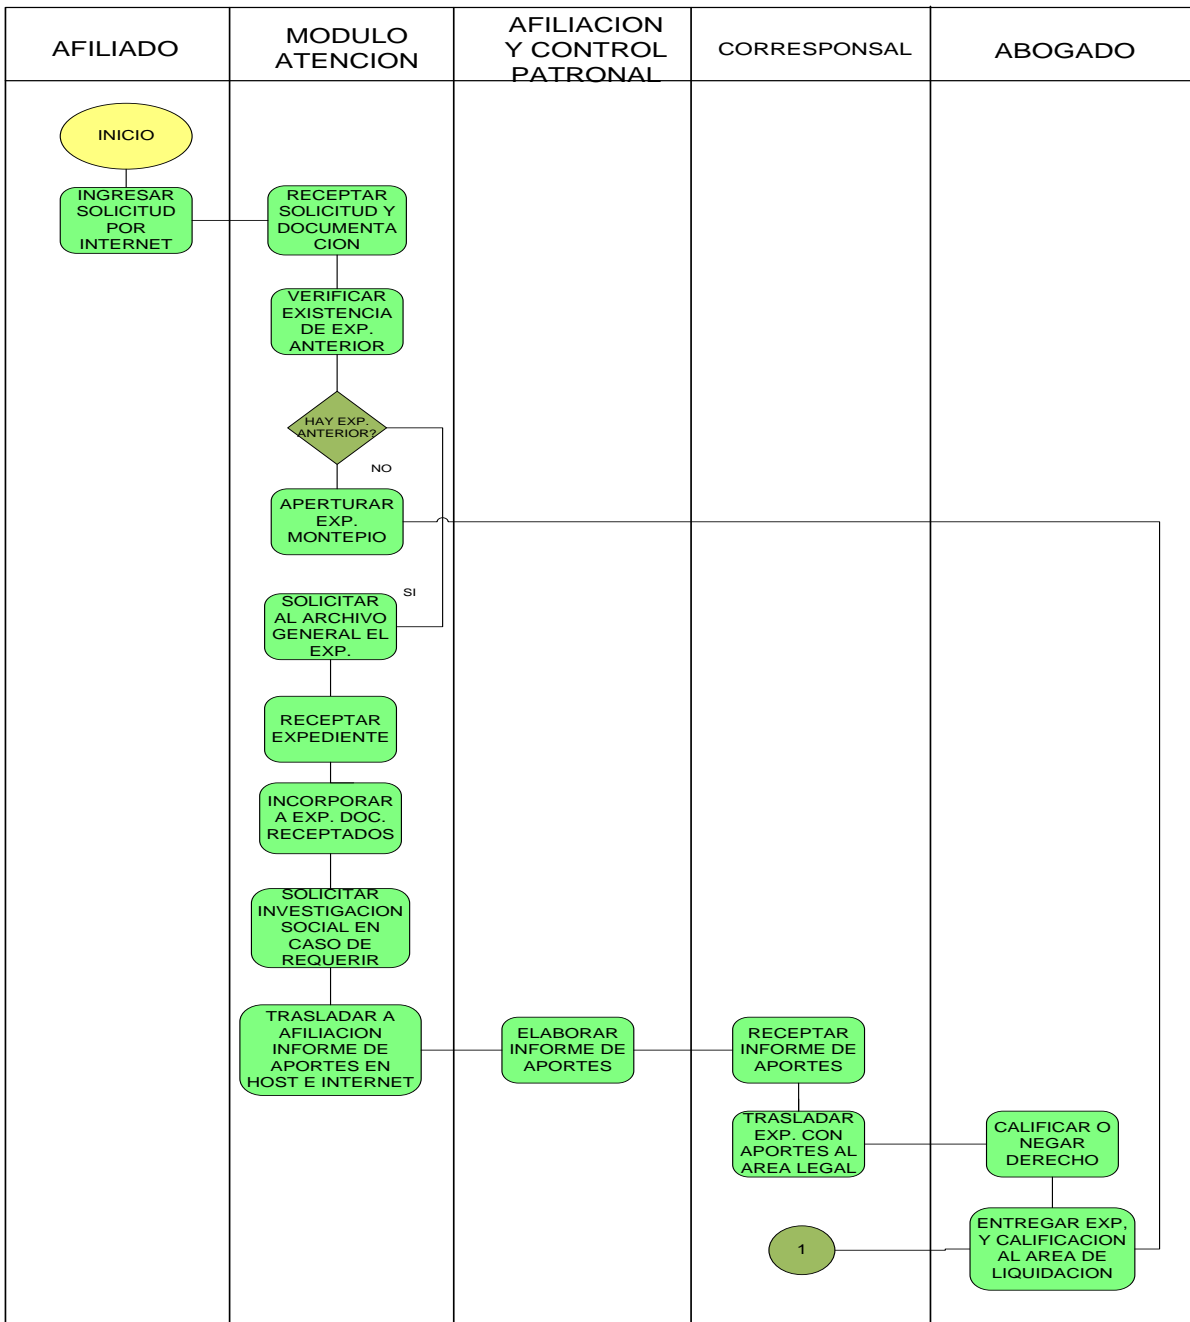 AFILIADO
MODULO
ATENCION
AFILIACION
Y CONTROL
PATRONAL
CORRESPONSAL
ABOGADO
INICIO
INGRESAR
SOLICITUD
POR
INTERNET
RECEPTAR
SOLICITUD Y
DOCUMENTA
CION
VERIFICAR
EXISTENCIA
DE EXP.
ANTERIOR
HAY EXP.
ANTERIOR?
NO
APERTURAR
EXP.
MONTEPIO
SI
SOLICITAR
AL ARCHIVO
GENERAL EL
EXP.
RECEPTAR
EXPEDIENTE
INCORPORAR
A EXP. DOC.
RECEPTADOS
SOLICITAR
INVESTIGACION
SOCIAL EN
CASO DE
REQUERIR
TRASLADAR A
AFILIACION
INFORME DE
APORTES EN
HOST E INTERNET
ELABORAR
INFORME DE
APORTES
RECEPTAR
INFORME DE
APORTES
TRASLADAR
EXP. CON
APORTES AL
AREA LEGAL
CALIFICAR O
NEGAR
DERECHO
ENTREGAR EXP,
Y CALIFICACION
AL AREA DE
LIQUIDACION
1